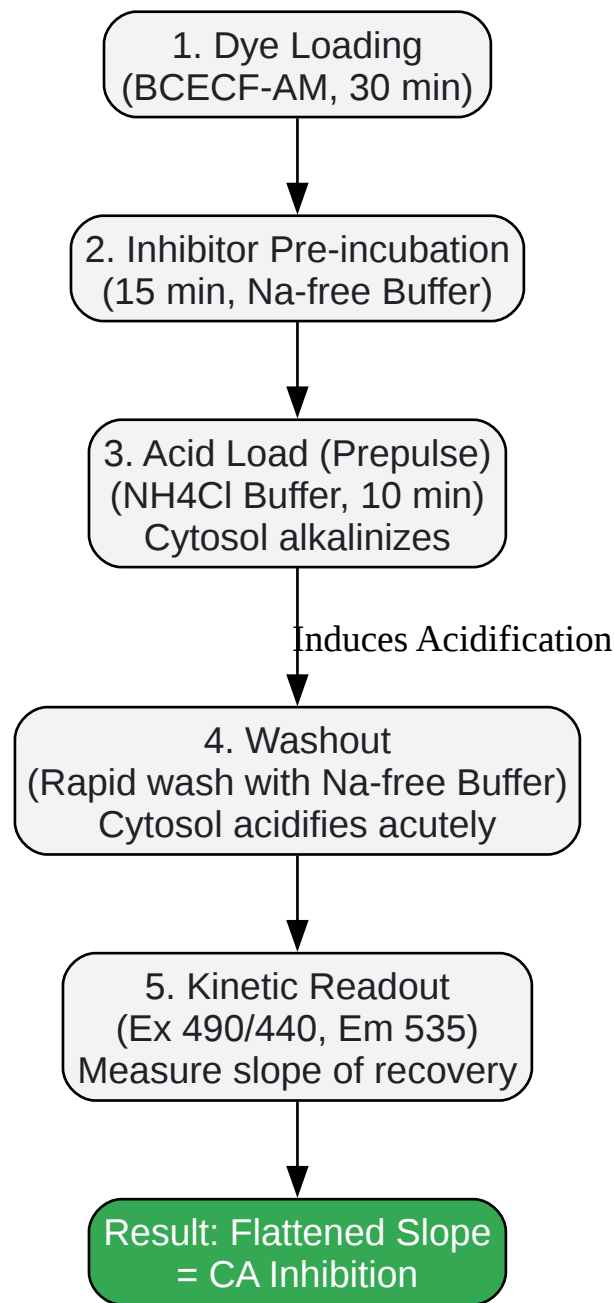 1. Dye Loading
(BCECF-AM, 30 min)
2. Inhibitor Pre-incubation
(15 min, Na-free Buffer)
3. Acid Load (Prepulse)
(NH4Cl Buffer, 10 min)
Cytosol alkalinizes
Induces Acidification
4. Washout
(Rapid wash with Na-free Buffer)
Cytosol acidifies acutely
5. Kinetic Readout
(Ex 490/440, Em 535)
Measure slope of recovery
Result: Flattened Slope
= CA Inhibition